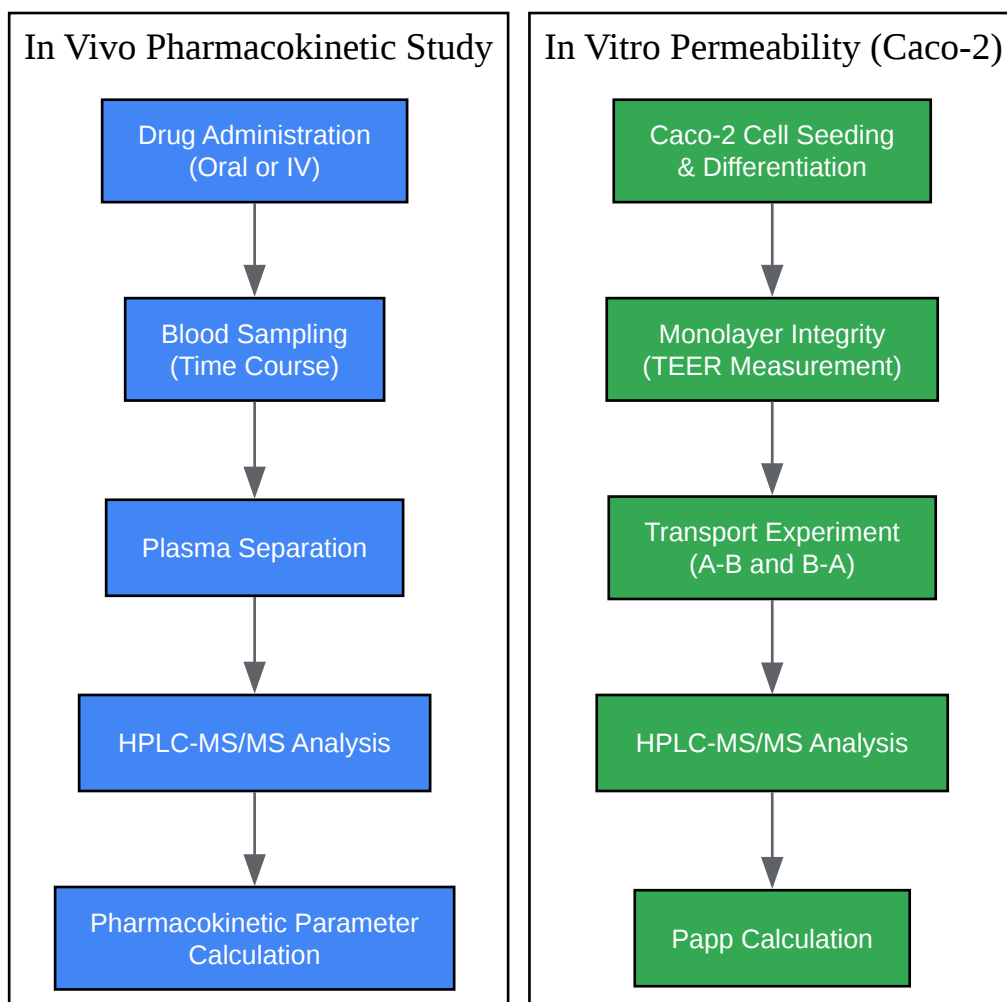 In Vivo Pharmacokinetic Study
Drug Administration
(Oral or IV)
Blood Sampling
(Time Course)
Plasma Separation
HPLC-MS/MS Analysis
Pharmacokinetic Parameter
Calculation
In Vitro Permeability (Caco-2)
Caco-2 Cell Seeding
& Differentiation
Monolayer Integrity
(TEER Measurement)
Transport Experiment
(A-B and B-A)
HPLC-MS/MS Analysis
Papp Calculation